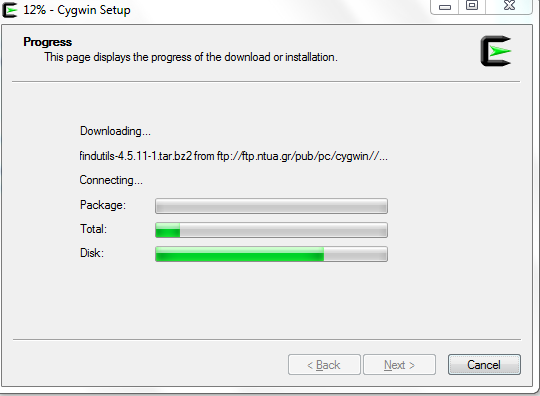 12% - Cygwin Setup
Progress
This page displays the progress of the download or installation.
Downloading...
findutils-4.5.11-1.tar.bz2 from ftp://ftp.ntua.gr/pub/pc/cygwin//...
Connecting...
Package:
Total:
Disk:
< Back
Next >
Cancel